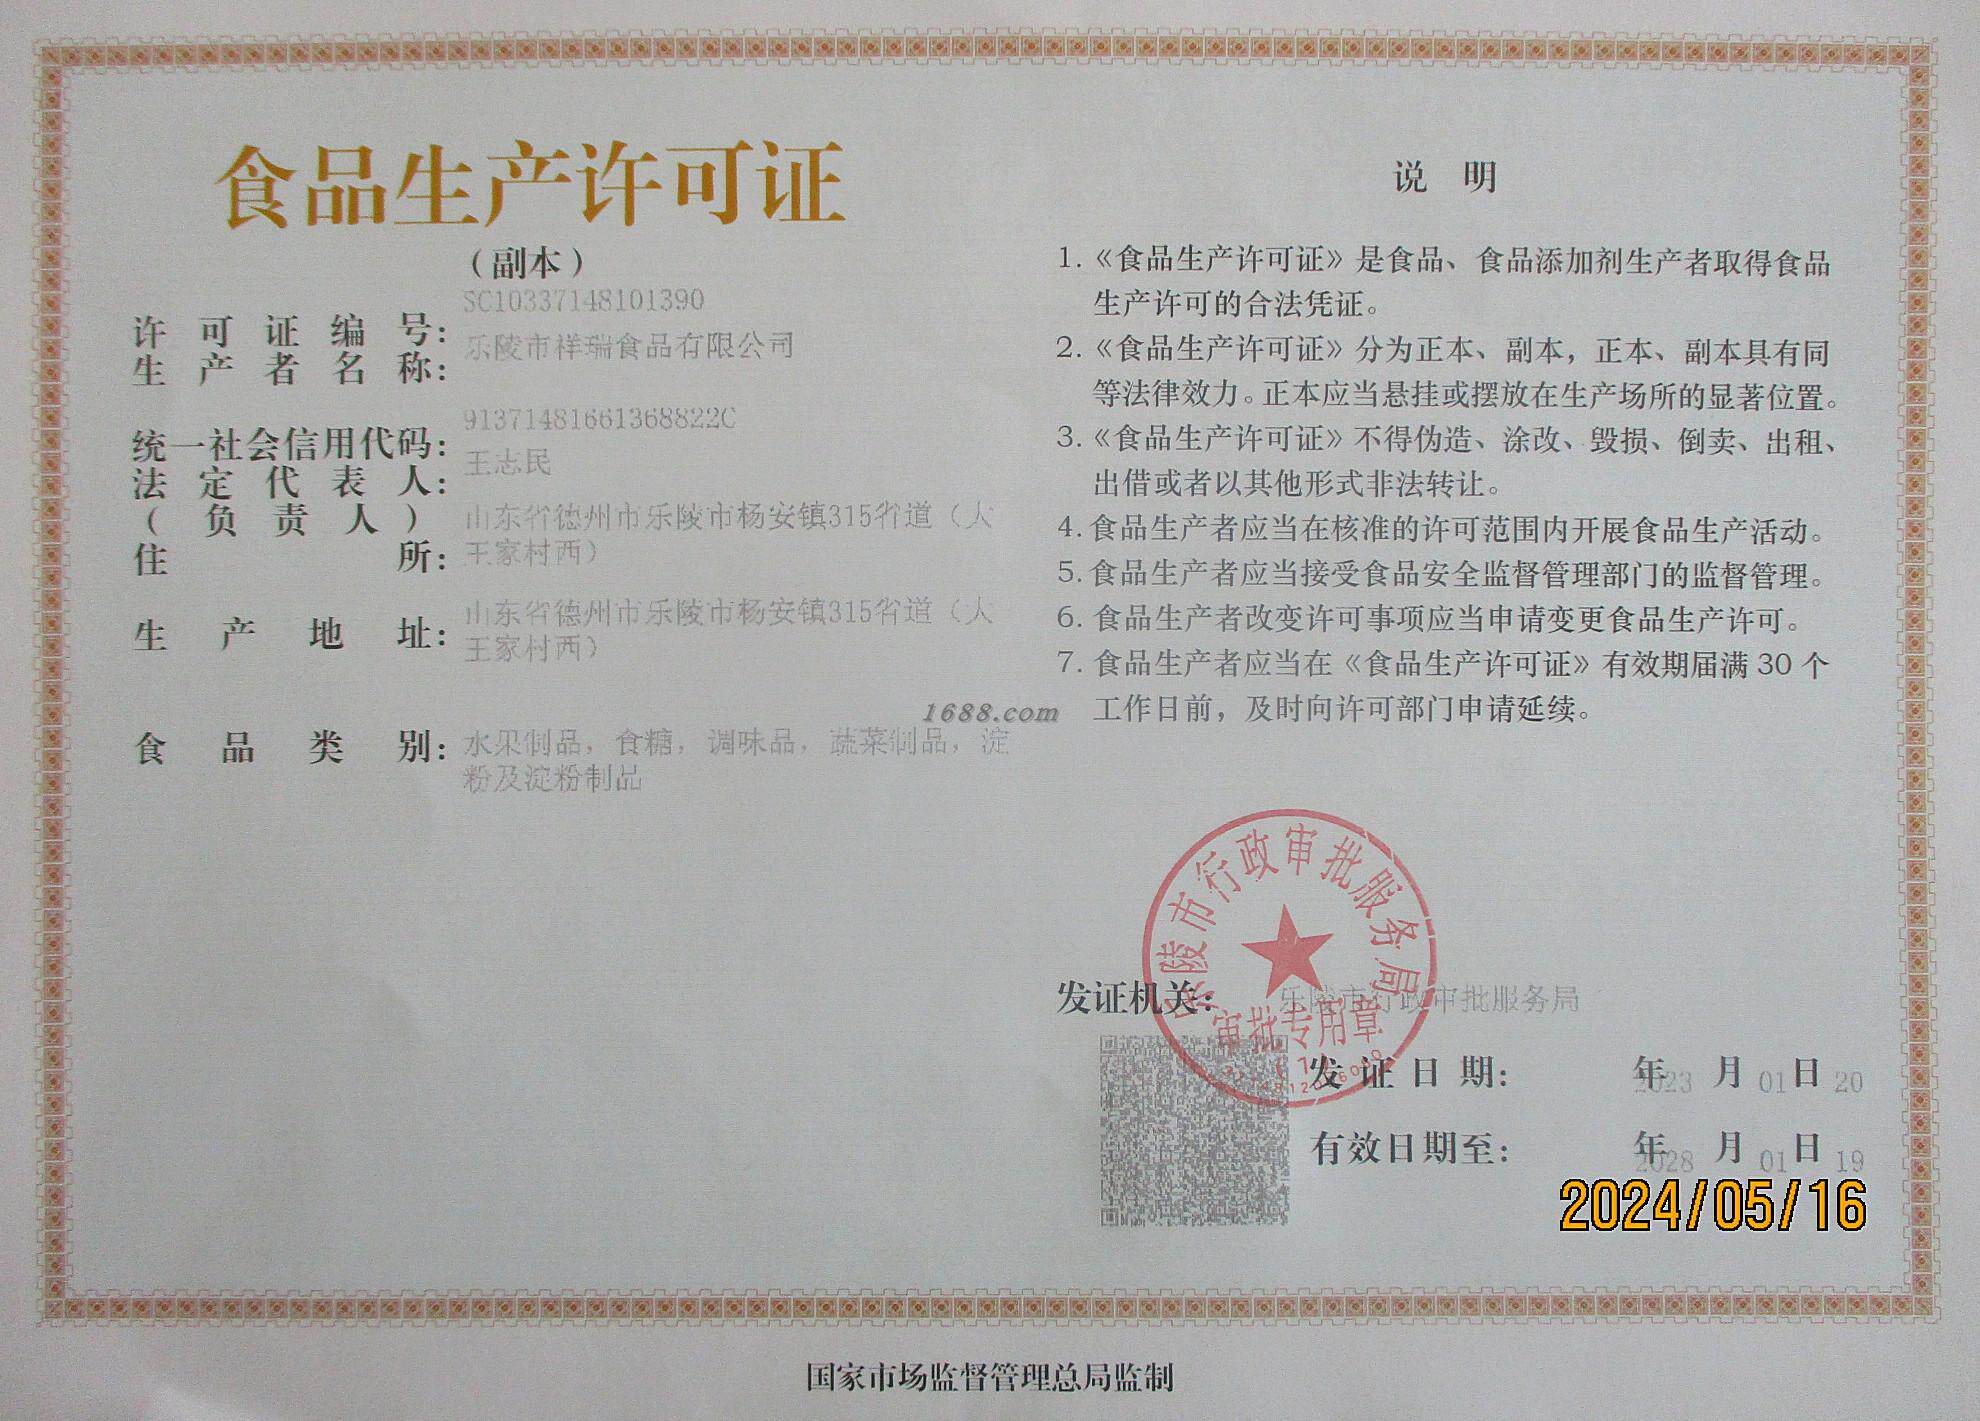 食品生产许可证
（副本）
许可证编号：SC10337148101390
生产者名称：乐陵市祥瑞食品有限公司
统一社会信用代码：91371481661368822C
法定代表人：王志民
（负责人）
住所：山东省德州市乐陵市杨安镇315省道（大
王家村西）
生产地址：山东省德州市乐陵市杨安镇315省道（大
王家村西）
食品类别：水果制品，食糖，调味品，蔬菜制品，淀
粉及淀粉制品
1688.com
说 明
1.《食品生产许可证》是食品、食品添加剂生产者取得食品
生产许可的合法凭证。
2.《食品生产许可证》分为正本、副本，正本、副本具有同
等法律效力。正本应当悬挂或摆放在生产场所的显著位置。
3.《食品生产许可证》不得伪造、涂改、毁损、倒卖、出租、
出借或者以其他形式非法转让。
4.食品生产者应当在核准的许可范围内开展食品生产活动。
5.食品生产者应当接受食品安全监督管理部门的监督管理。
6.食品生产者改变许可事项应当申请变更食品生产许可。
7.食品生产者应当在《食品生产许可证》有效期届满30个
工作日前，及时向许可部门申请延续。
乐陵市行政审批服务局
审批专用章
发证机关：乐陵市行政审批服务局
发证日期：2023年01月20日
有效日期至：2028年01月19日
2024/05/16
国家市场监督管理总局监制